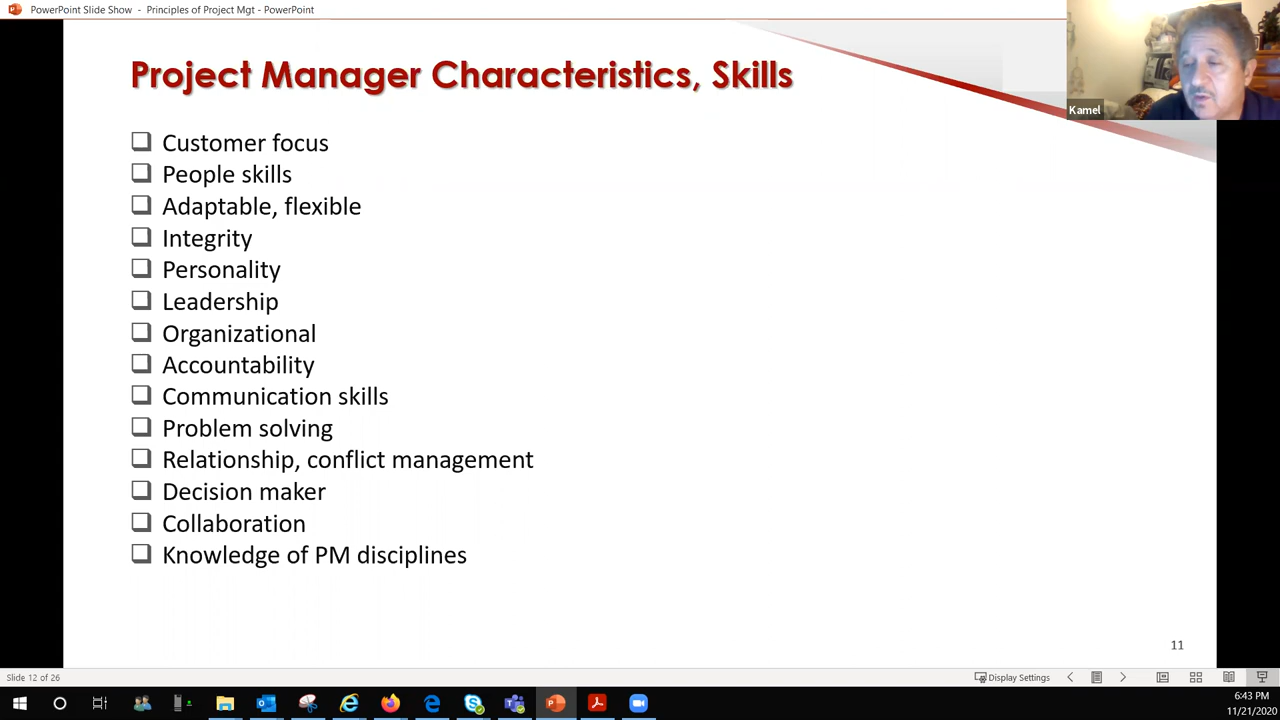 PowerPoint Slide Show - Principles of Project Mgt - PowerPoint
Project Manager Characteristics, Skills
Kamel
Customer focus
People skills
Adaptable, flexible
Integrity
Personality
Leadership
Organizational
Accountability
Communication skills
Problem solving
Relationship, conflict management
Decision maker
Collaboration
Knowledge of PM disciplines
11
Slide 12 of 26
Display Settings
6:43 PM
11/21/2020